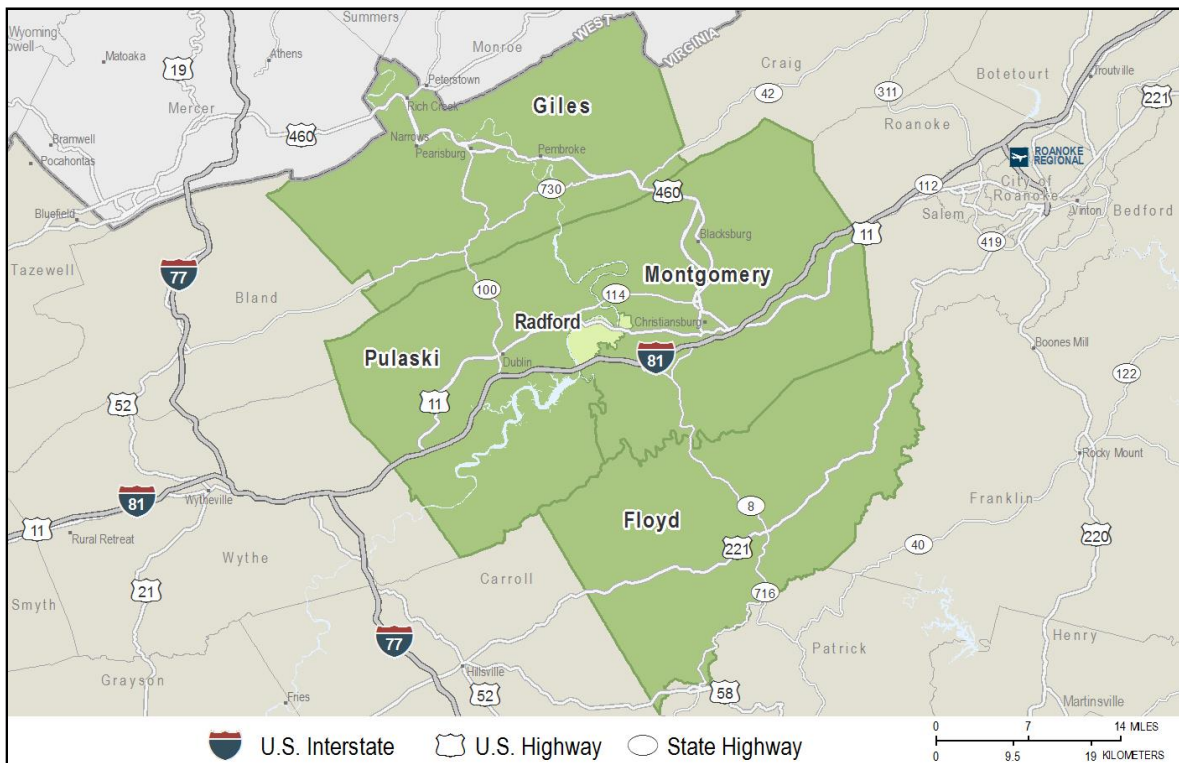 Wyoming
owell
Matoaka
Summers
Athens
19
Mercer
Monroe
WEST
VIRGINIA
Peterstown
Rich Creek
Giles
Craig
42
311
Botetourt
Troutville
221
Roanoke
ROANOKE
REGIONAL
Bramwell
Pocahontas
460
Narrows
Pearisburg
Pembroke
730
460
112
City of
Roanoke
Salem
Vinton
Bedford
Bluefield
Tazewell
77
Bland
Blacksburg
11
419
Montgomery
100
114
Radford
Christiansburg
Pulaski
Dublin
81
Boones Mill
122
52
11
Rocky Mount
81
Wytheville
11
Rural Retreat
Wythe
Floyd
8
221
Franklin
40
220
Smyth
21
Carroll
716
77
Hillsville
Patrick
Henry
Grayson
Fries
52
58
Martinsville
U.S. Interstate
U.S. Highway
State Highway
0 7 14 MILES
0 9.5 19 KILOMETERS